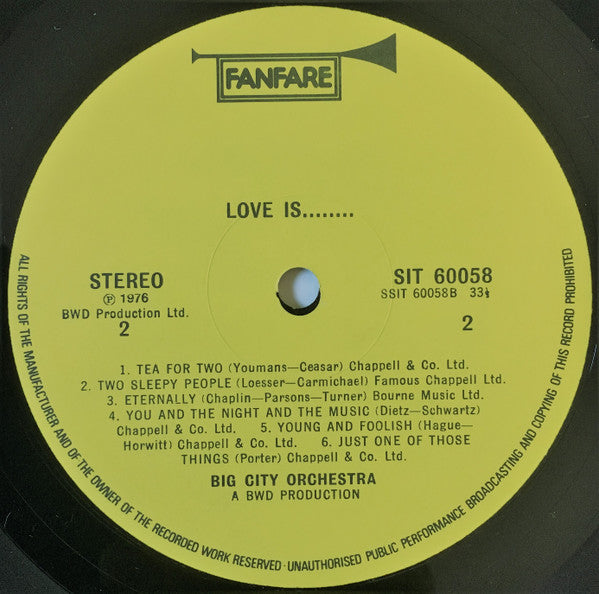 FANFARE
LOVE IS........
STEREO
℗ 1976
BWD Production Ltd.
2
SIT 60058
SSIT 60058B 33⅓
2
1. TEA FOR TWO (Youmans—Ceasar) Chappell & Co. Ltd.
2. TWO SLEEPY PEOPLE (Loesser—Carmichael) Famous Chappell Ltd.
3. ETERNALLY (Chaplin—Parsons—Turner) Bourne Music Ltd.
4. YOU AND THE NIGHT AND THE MUSIC (Dietz—Schwartz)
Chappell & Co. Ltd. 5. YOUNG AND FOOLISH (Hague—
Horwitt) Chappell & Co. Ltd. 6. JUST ONE OF THOSE
THINGS (Porter) Chappell & Co. Ltd.
BIG CITY ORCHESTRA
A BWD PRODUCTION
ALL RIGHTS OF THE MANUFACTURER AND OF THE OWNER OF THE RECORDED WORK RESERVED · UNAUTHORISED PUBLIC PERFORMANCE BROADCASTING AND COPYING OF THIS RECORD PROHIBITED